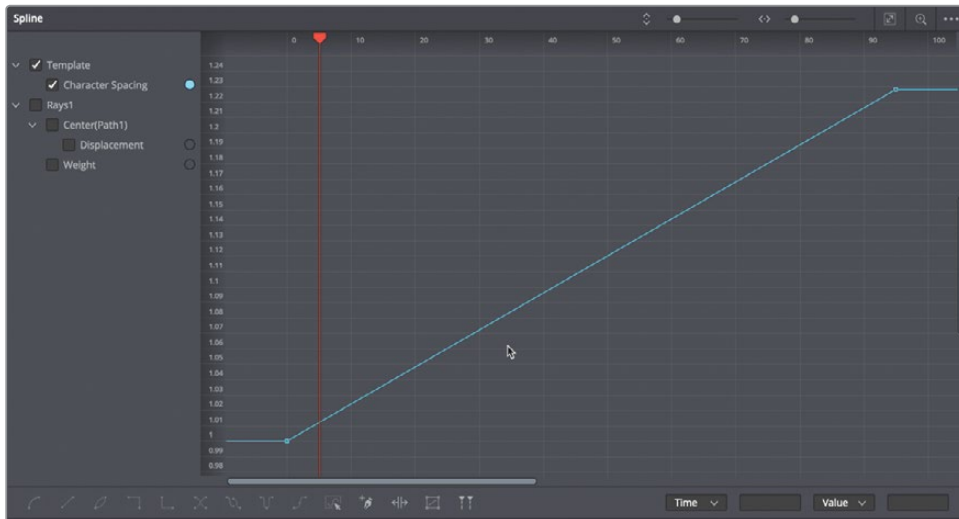 Spline
0 10 20 30 40 50 60 70 80 90 100
Template
Character Spacing
Rays1
Center(Path1)
Displacement
Weight
1.24
1.23
1.22
1.21
1.2
1.19
1.18
1.17
1.16
1.15
1.14
1.13
1.12
1.11
1.1
1.09
1.08
1.07
1.06
1.05
1.04
1.03
1.02
1.01
1
0.99
0.98
Time
Value